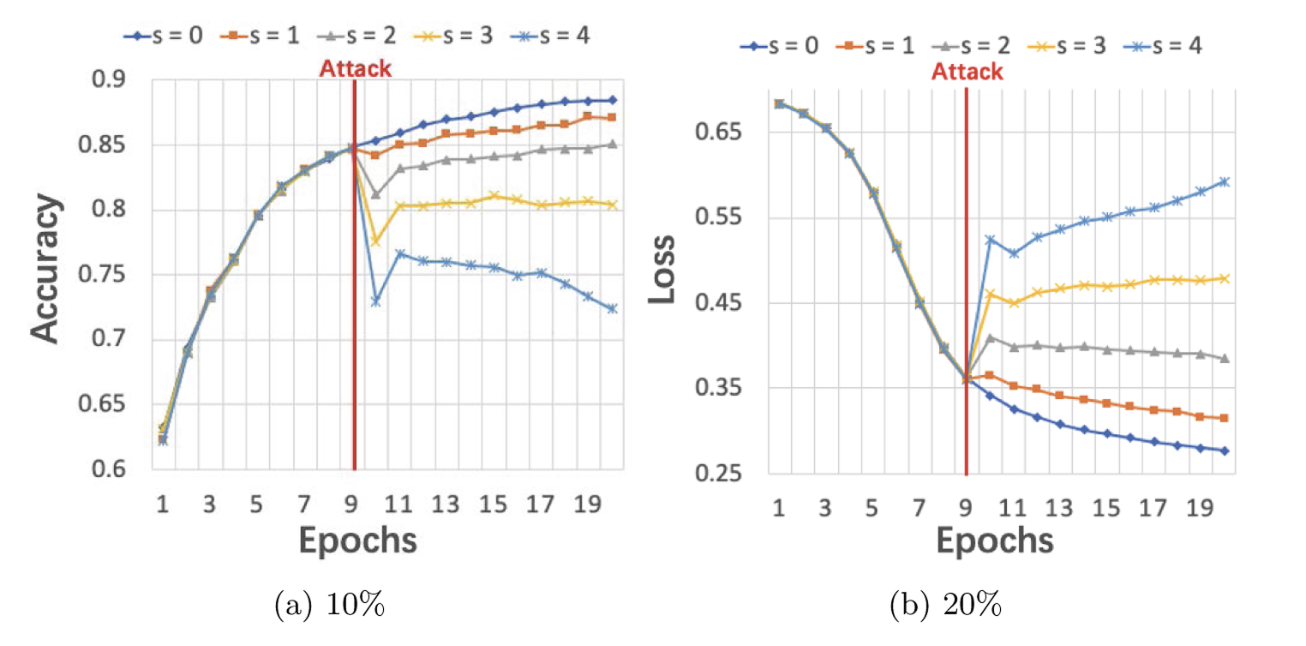 s = 0 s = 1 s = 2 s = 3 s = 4
Attack
0.9
0.85
0.8
0.75
0.7
0.65
0.6
Accuracy
1 3 5 7 9 11 13 15 17 19
Epochs
(a) 10%
s = 0 s = 1 s = 2 s = 3 s = 4
Attack
0.65
0.55
0.45
0.35
0.25
Loss
1 3 5 7 9 11 13 15 17 19
Epochs
(b) 20%